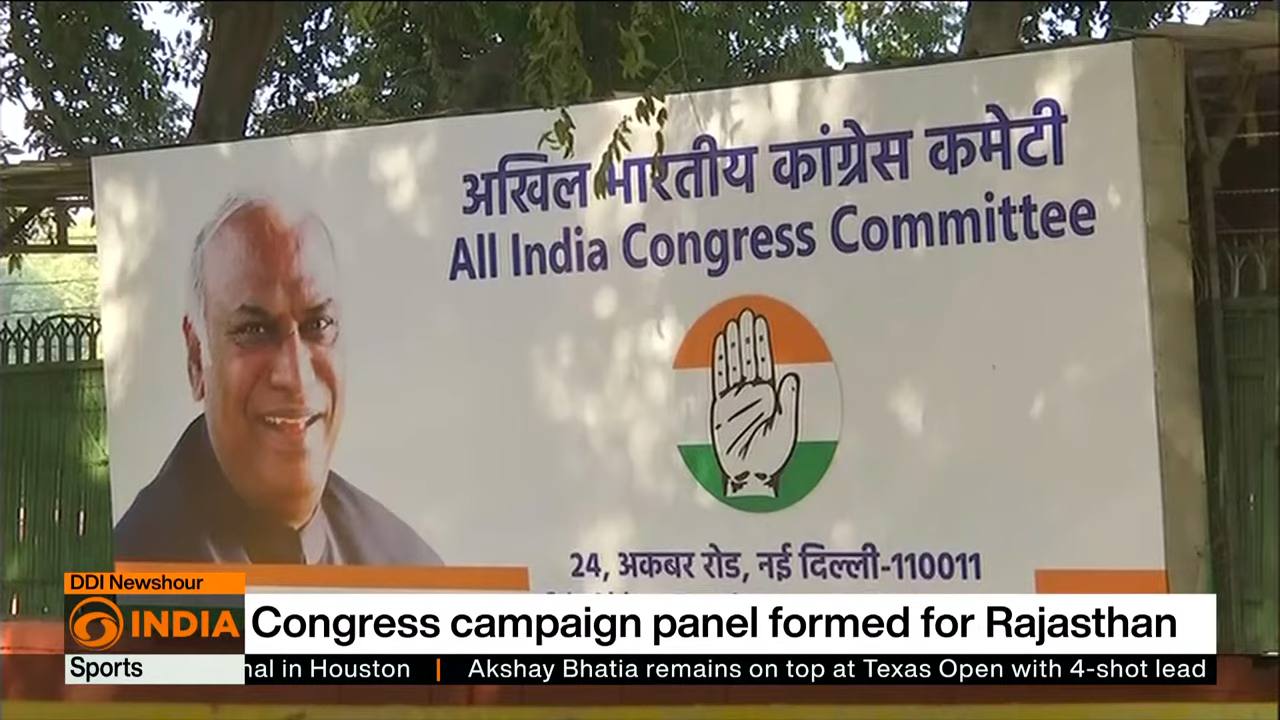 अखिल भारतीय कांग्रेस कमेटी
All India Congress Committee
24, अकबर रोड, नई दिल्ली-110011
DDI Newshour
INDIA
Congress campaign panel formed for Rajasthan
Sports
nal in Houston | Akshay Bhatia remains on top at Texas Open with 4-shot lead